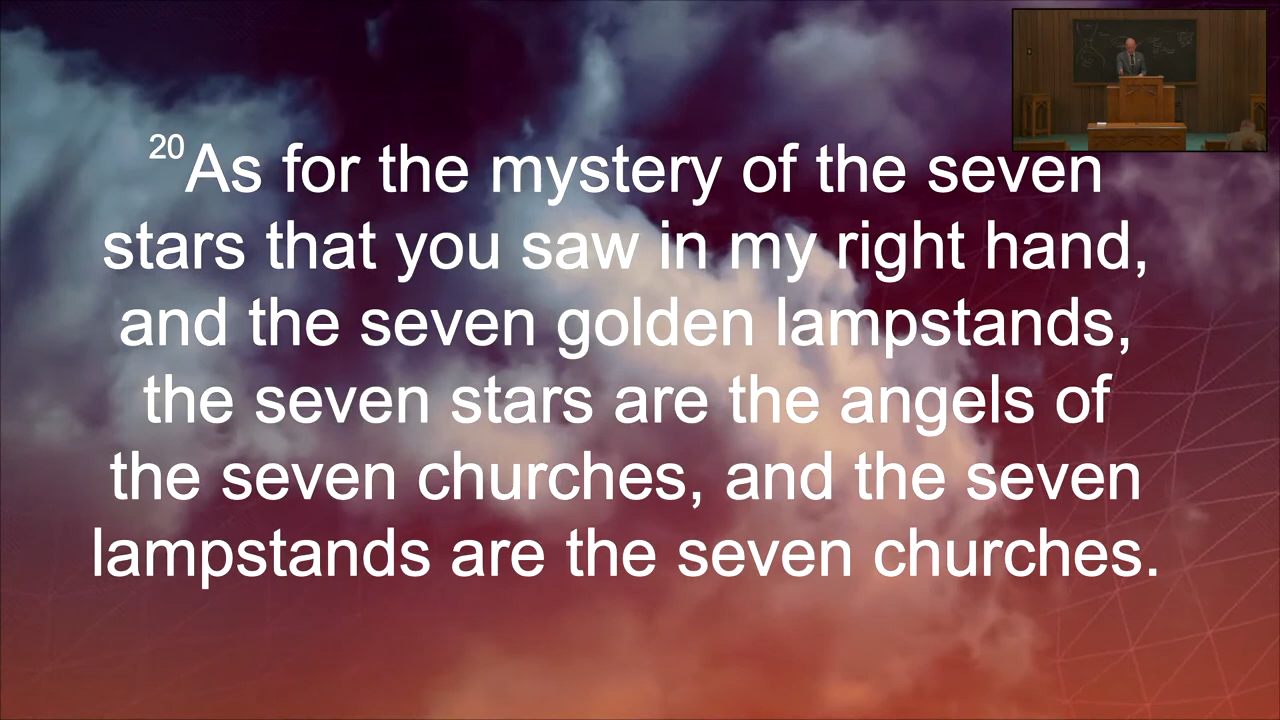 20As for the mystery of the seven
stars that you saw in my right hand,
and the seven golden lampstands,
the seven stars are the angels of
the seven churches, and the seven
lampstands are the seven churches.